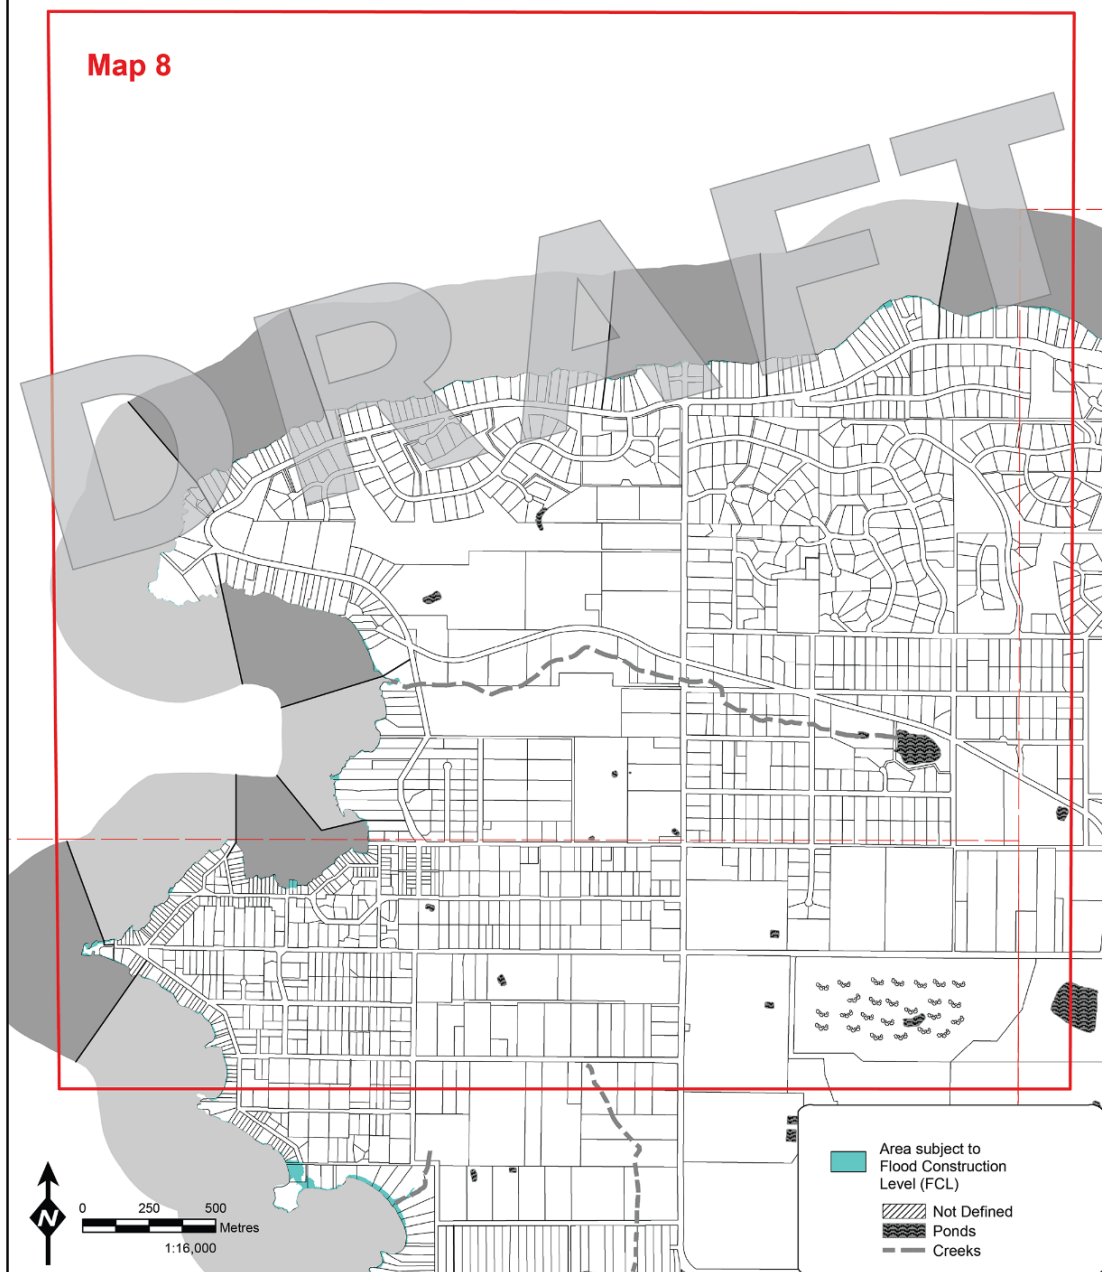 Map 8
DRAFT
Area subject to
Flood Construction
Level (FCL)
Not Defined
Ponds
Creeks
N
0 250 500
Metres
1:16,000